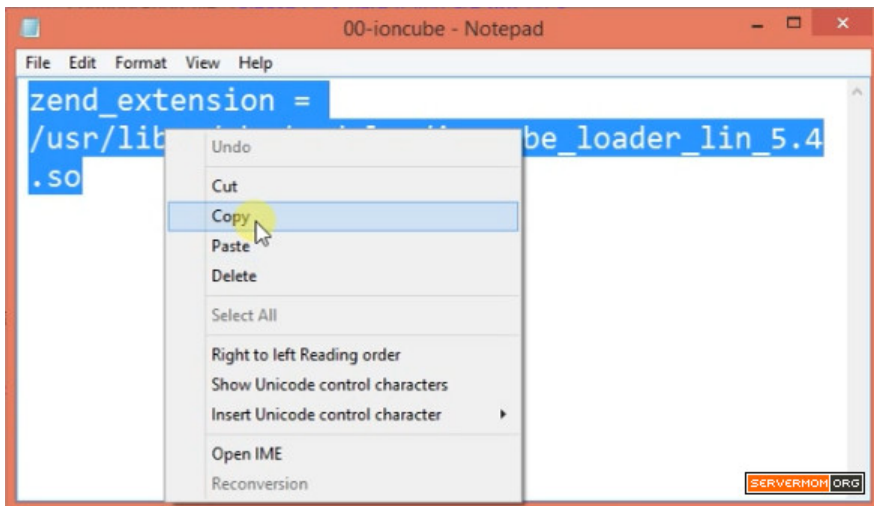 00-ioncube - Notepad
File Edit Format View Help
zend_extension =
/usr/lib be_loader_lin_5.4
.so
Undo
Cut
Copy
Paste
Delete
Select All
Right to left Reading order
Show Unicode control characters
Insert Unicode control character
Open IME
Reconversion
SERVERMOM ORG